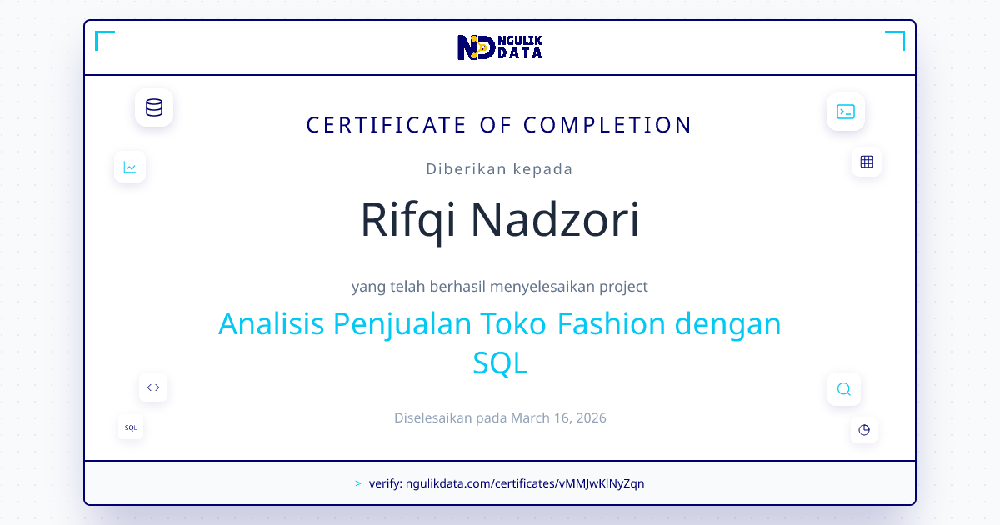 NGULIK
DATA
CERTIFICATE OF COMPLETION
Diberikan kepada
Rifqi Nadzori
yang telah berhasil menyelesaikan project
Analisis Penjualan Toko Fashion dengan
SQL
SQL
Diselesaikan pada March 16, 2026
> verify: ngulikdata.com/certificates/vMMJwKlNyZqn